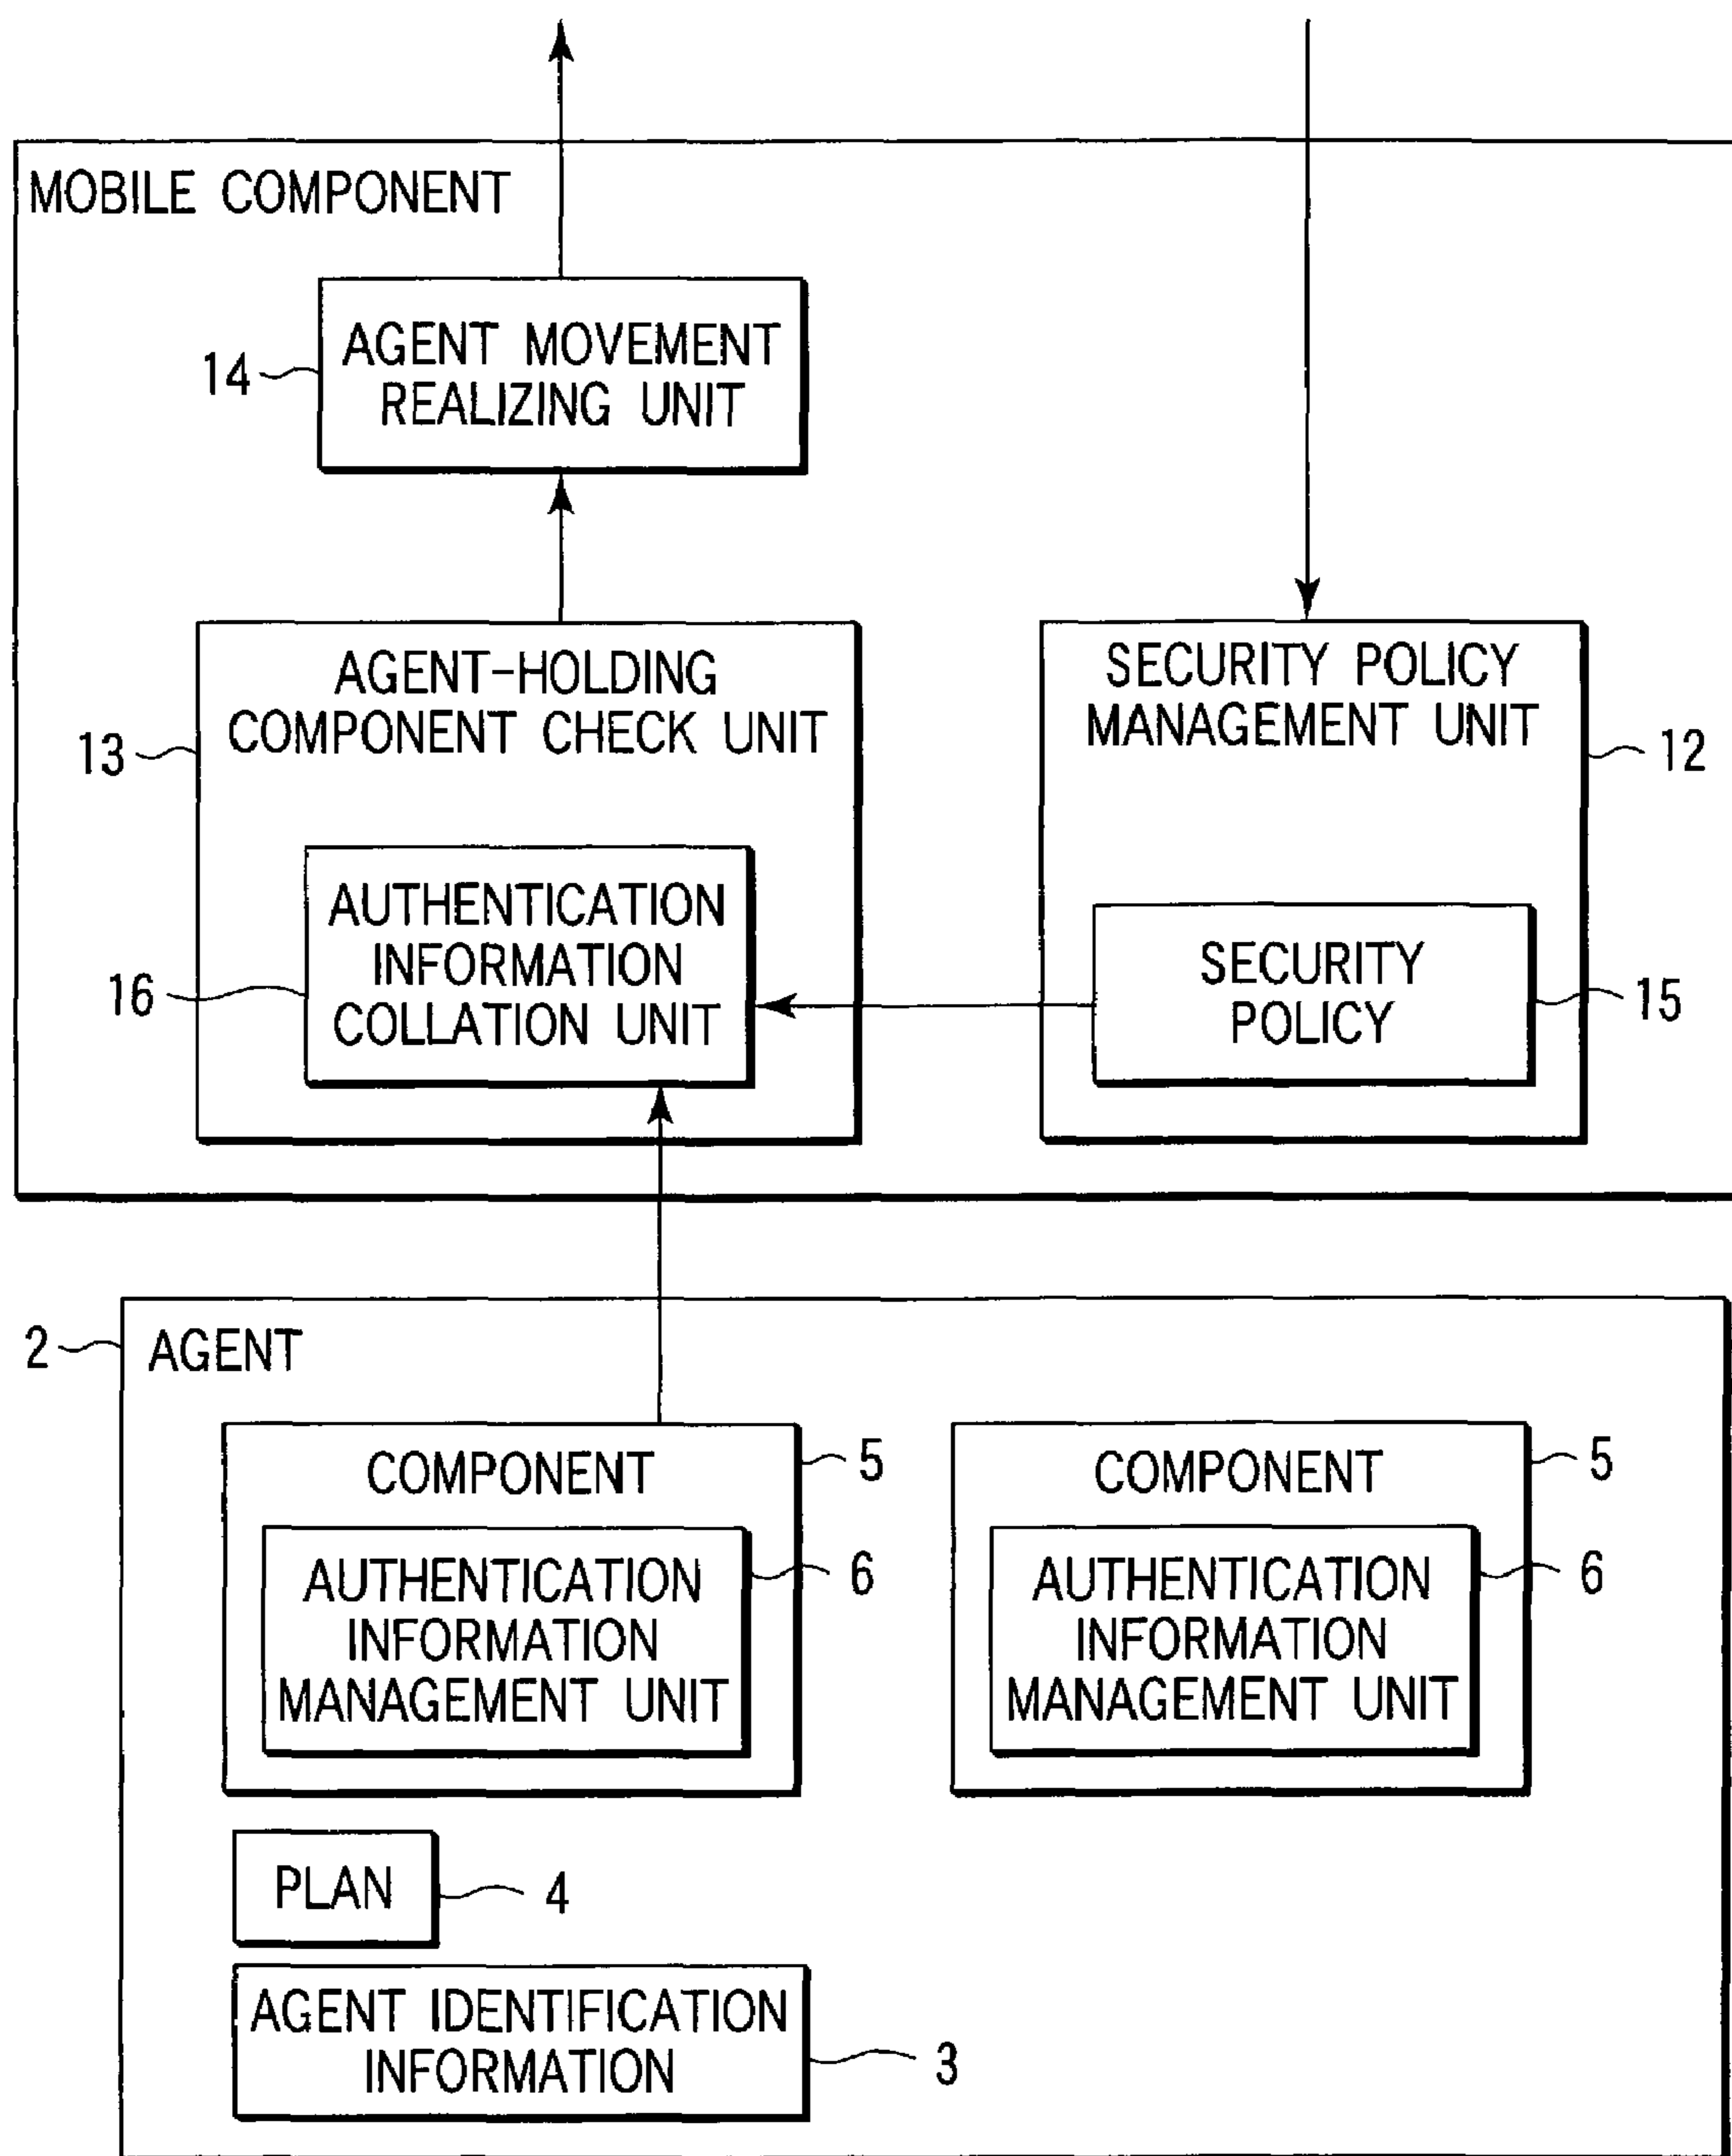 MOBILE COMPONENT
14
AGENT MOVEMENT
REALIZING UNIT
13
AGENT-HOLDING
COMPONENT CHECK UNIT
16
AUTHENTICATION
INFORMATION
COLLATION UNIT
SECURITY POLICY
MANAGEMENT UNIT
12
SECURITY
POLICY
15
2
AGENT
COMPONENT
5
AUTHENTICATION
INFORMATION
MANAGEMENT UNIT
6
COMPONENT
5
AUTHENTICATION
INFORMATION
MANAGEMENT UNIT
6
PLAN
4
AGENT IDENTIFICATION
INFORMATION
3